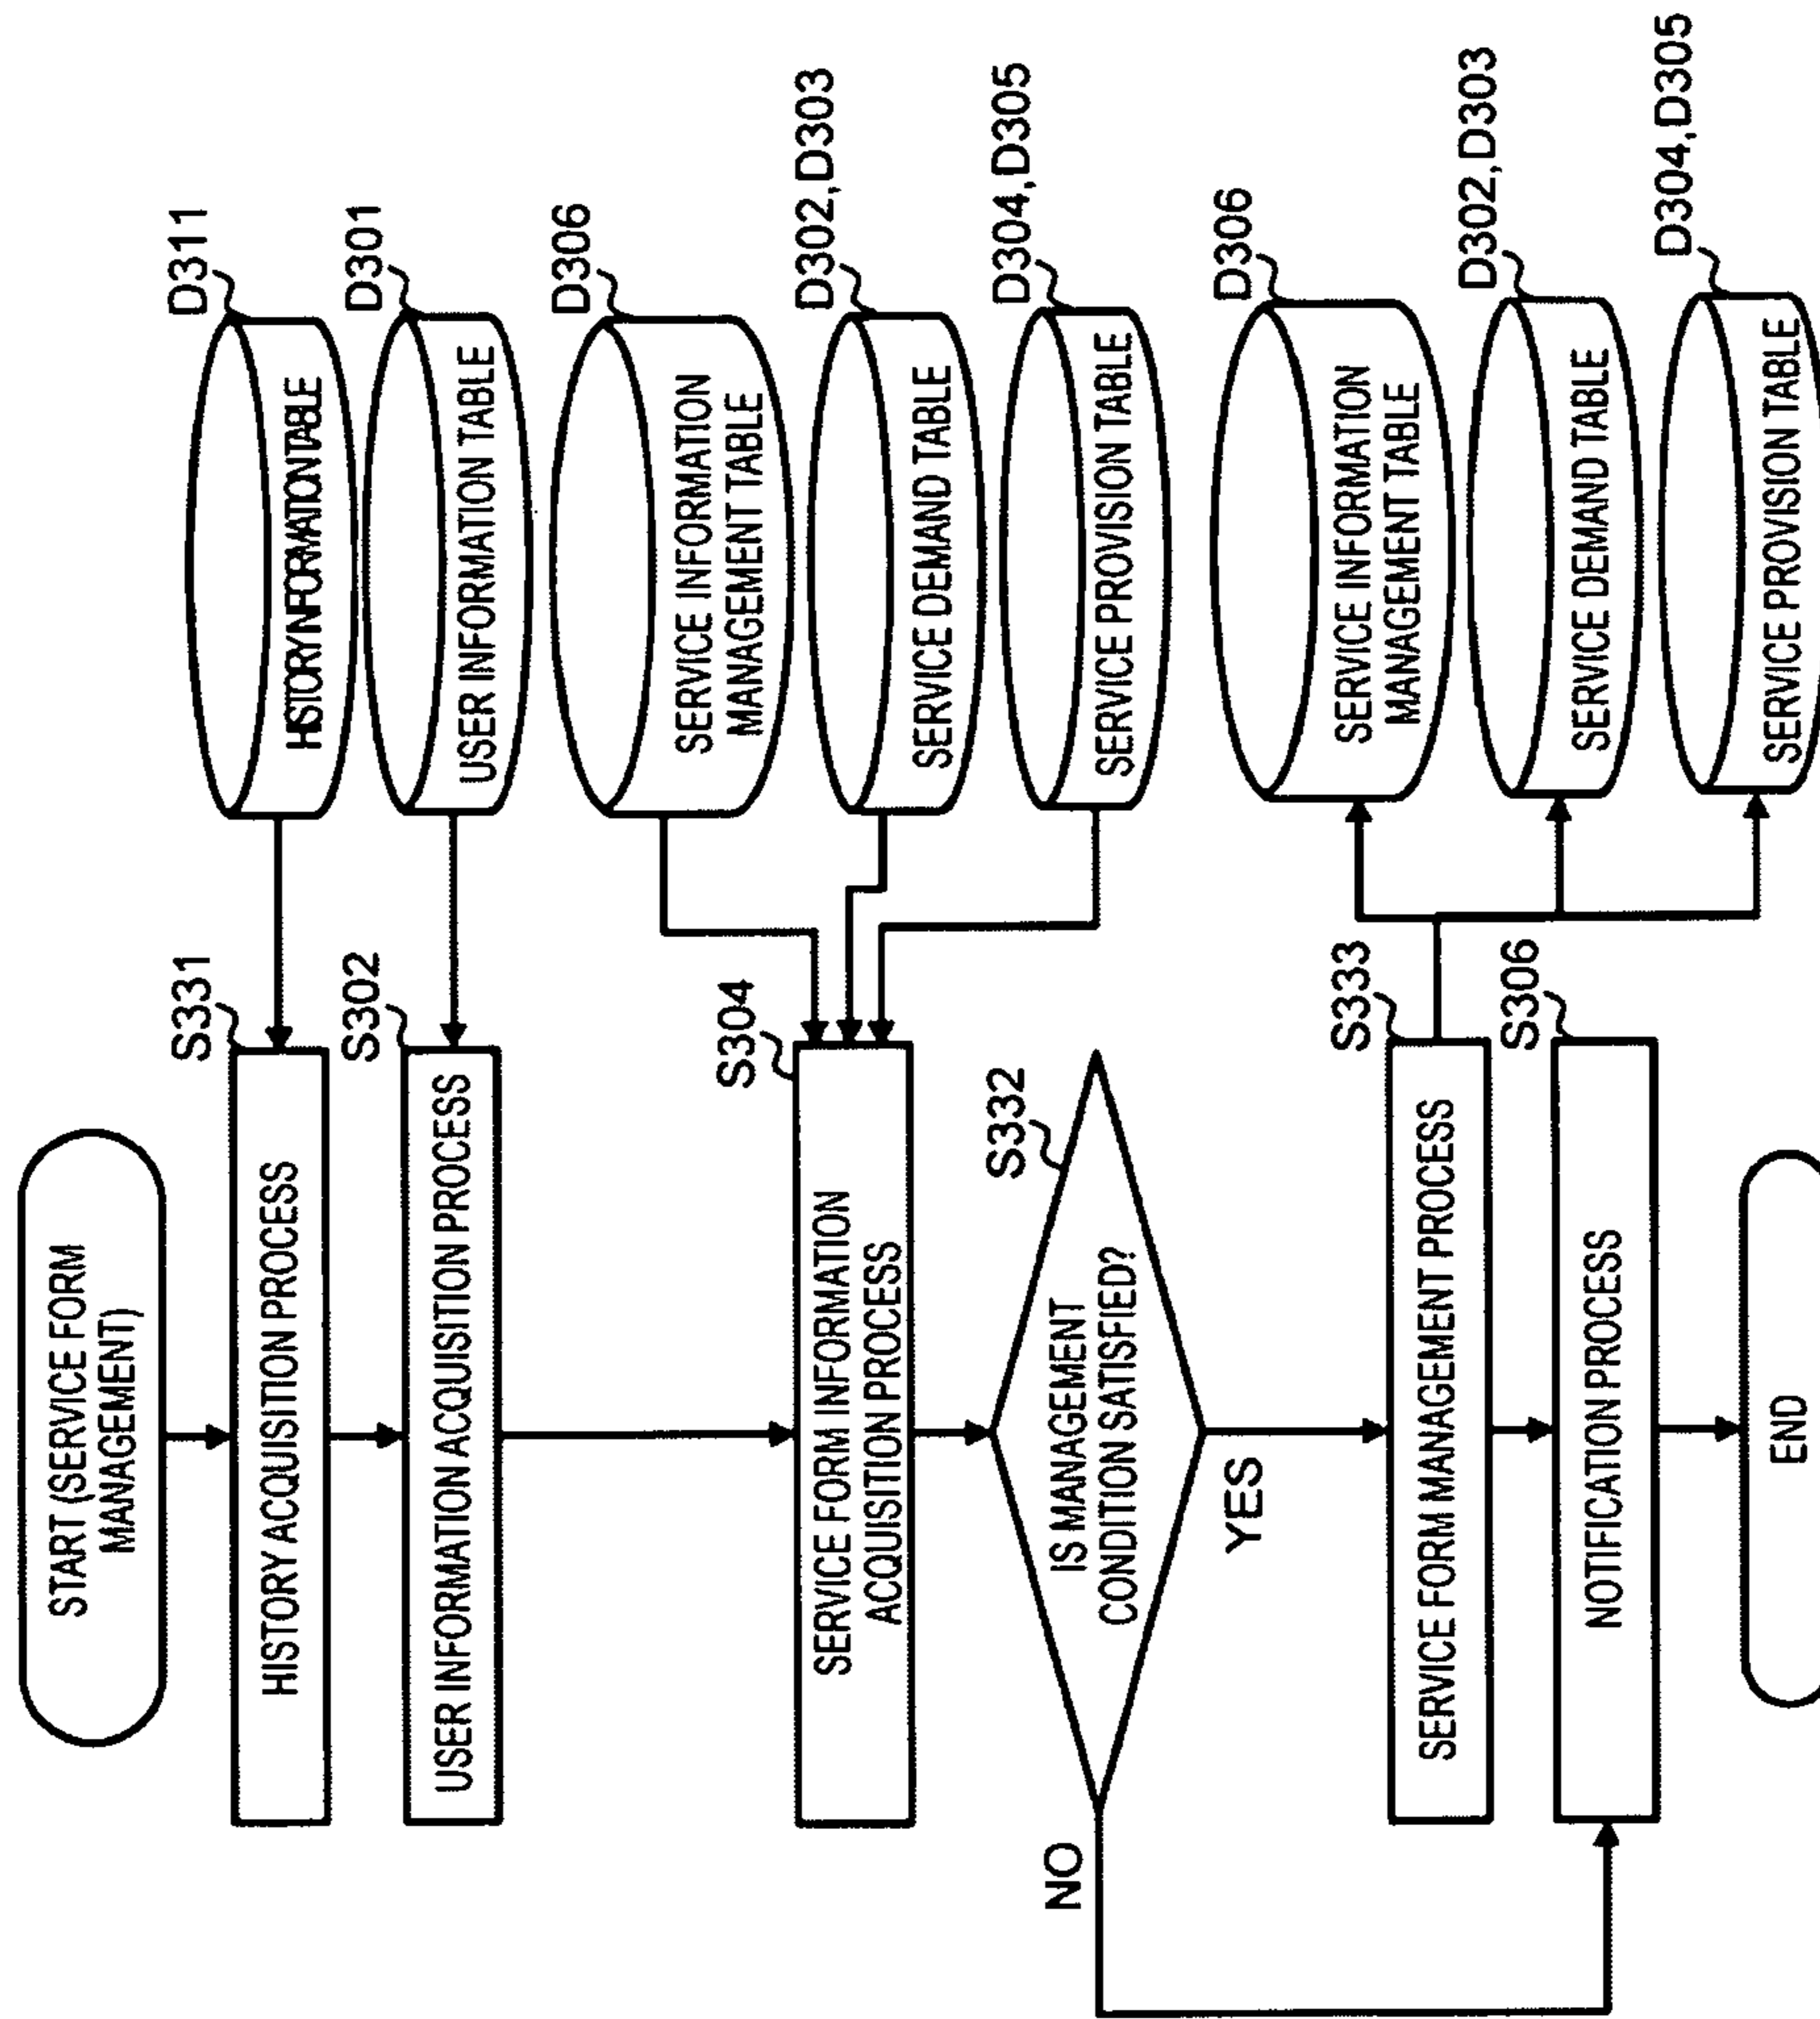 START (SERVICE FORM
MANAGEMENT)
S331
HISTORY ACQUISITION PROCESS
D311
HISTORY INFORMATION TABLE
S302
USER INFORMATION ACQUISITION PROCESS
D301
USER INFORMATION TABLE
D306
SERVICE INFORMATION
MANAGEMENT TABLE
S304
SERVICE FORM INFORMATION
ACQUISITION PROCESS
D302,D303
SERVICE DEMAND TABLE
D304,D305
SERVICE PROVISION TABLE
S332
IS MANAGEMENT
CONDITION SATISFIED?
NO
YES
D306
SERVICE INFORMATION
MANAGEMENT TABLE
S333
SERVICE FORM MANAGEMENT PROCESS
D302,D303
SERVICE DEMAND TABLE
S306
NOTIFICATION PROCESS
D304,D305
SERVICE PROVISION TABLE
END